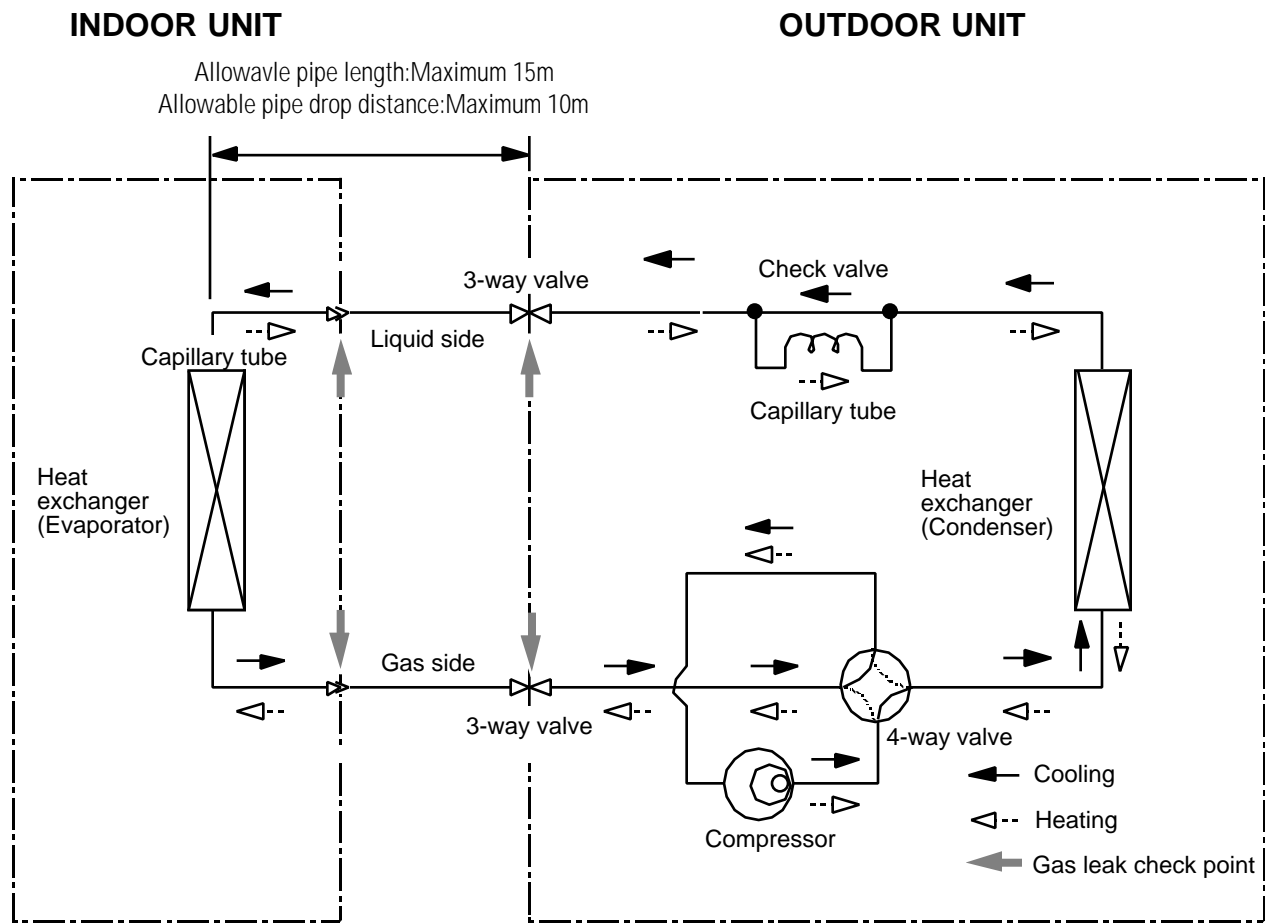 INDOOR UNIT
OUTDOOR UNIT
Allowavle pipe length:Maximum 15m
Allowable pipe drop distance:Maximum 10m
3-way valve
Check valve
Liquid side
Capillary tube
Capillary tube
Heat
exchanger
(Evaporator)
Heat
exchanger
(Condenser)
Gas side
3-way valve
4-way valve
Cooling
Heating
Compressor
Gas leak check point